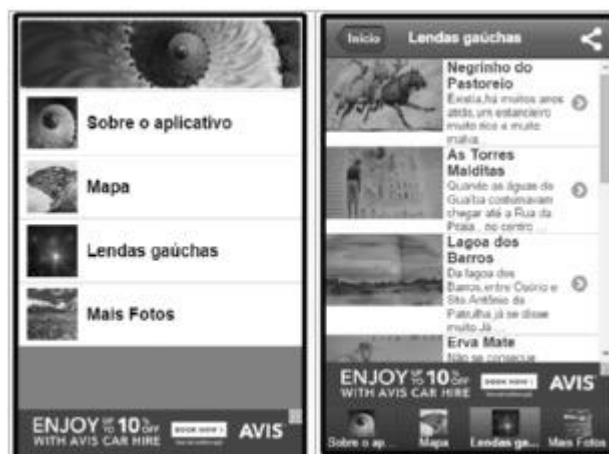 Sobre o aplicativo
Mapa
Lendas gaúchas
Mais Fotos
ENJOY UP TO 10% OFF
WITH AVIS CAR HIRE
BOOK NOW
AVIS
Início
Lendas gaúchas
Negrinho do
Pastoreio
Existia, há muitos anos
atrás, um estancieiro
muito rico e muito
malva...
As Torres
Malditas
Quando as águas do
Guaíba costumavam
chegar até a Rua da
Praia, no centro ...
Lagoa dos
Barros
Da lagoa dos
Barros, entre Osório e
Sto Antônio da
Patrulha, já se disse
muito. Já ...
Erva Mate
Não se consegue
ENJOY UP TO 10% OFF
WITH AVIS CAR HIRE
BOOK NOW
AVIS
Sobre o ap...
Mapa
Lendas ga...
Mais Fotos